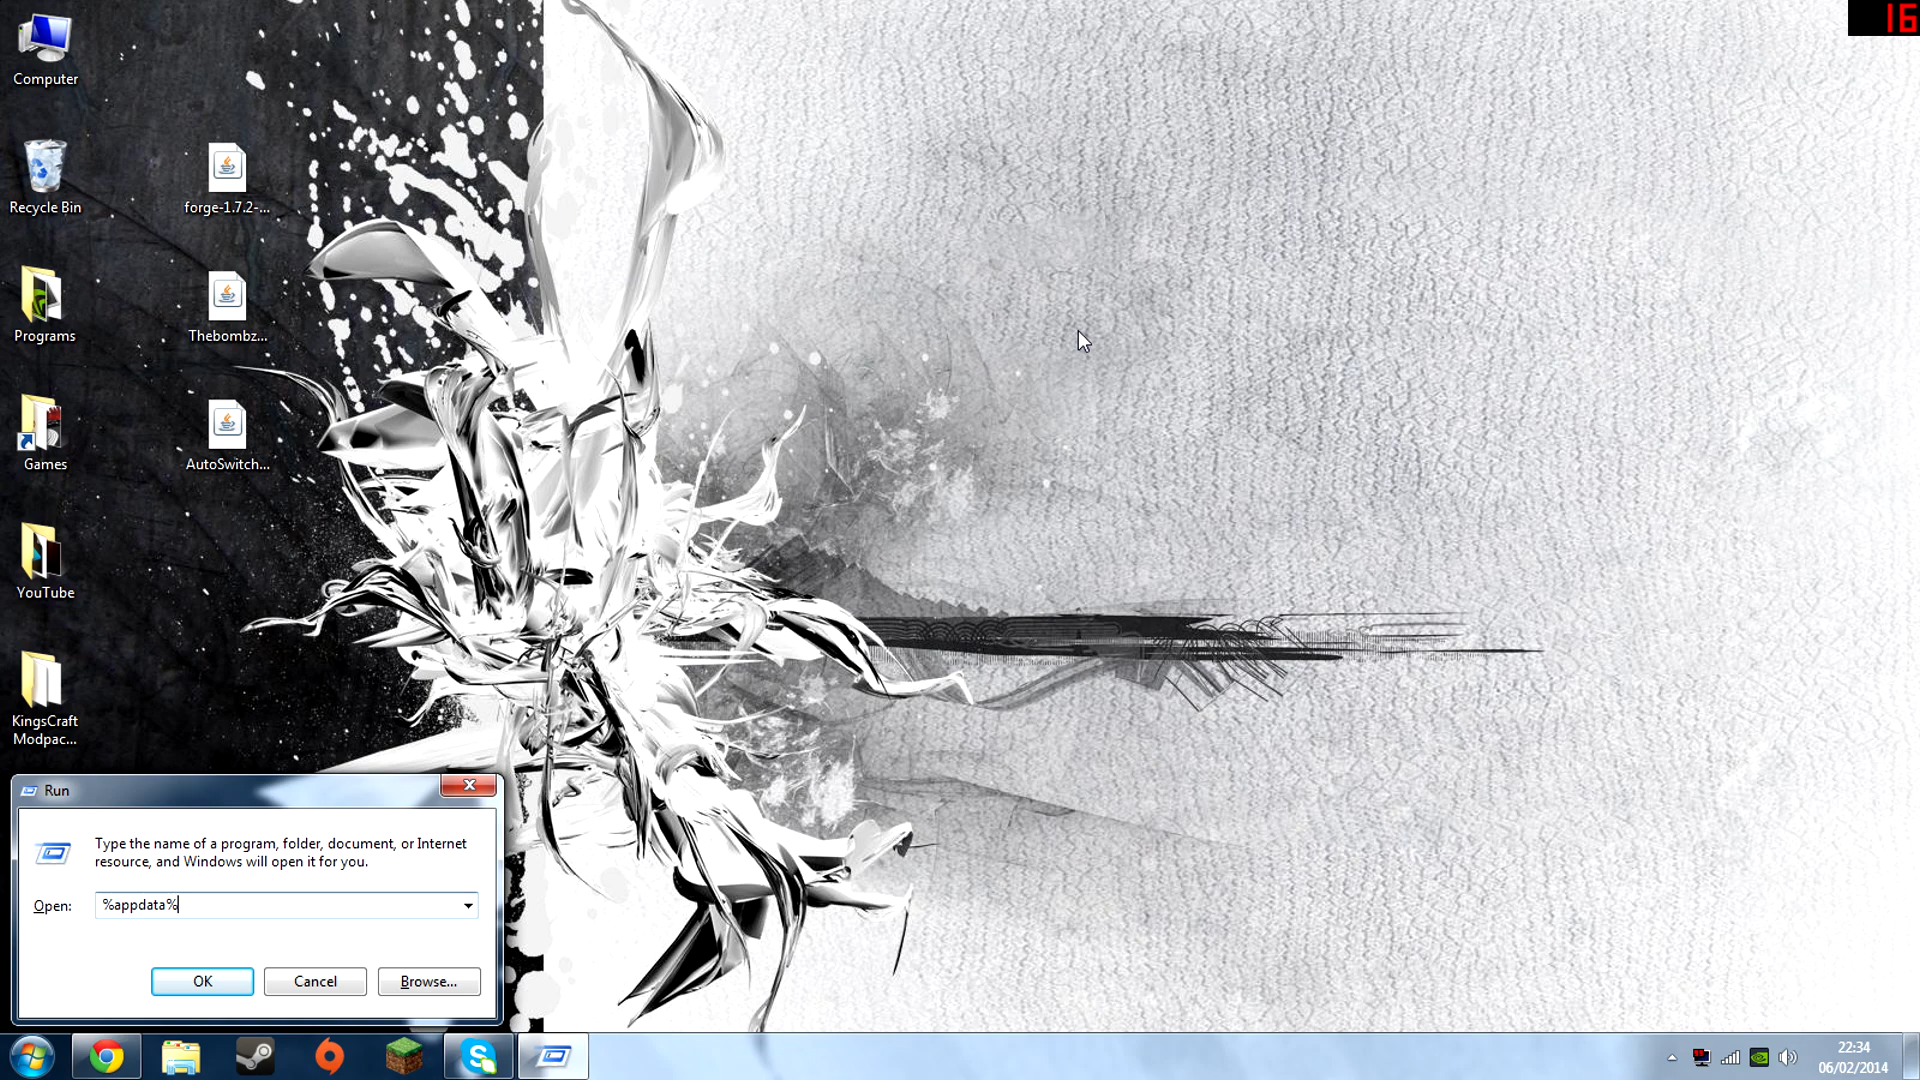 16
Computer
Recycle Bin
forge-1.7.2-...
Programs
Thebombz...
Games
AutoSwitch...
YouTube
KingsCraft
Modpac...
Run
Type the name of a program, folder, document, or Internet
resource, and Windows will open it for you.
Open:
%appdata%
OK
Cancel
Browse...
22:34
06/02/2014